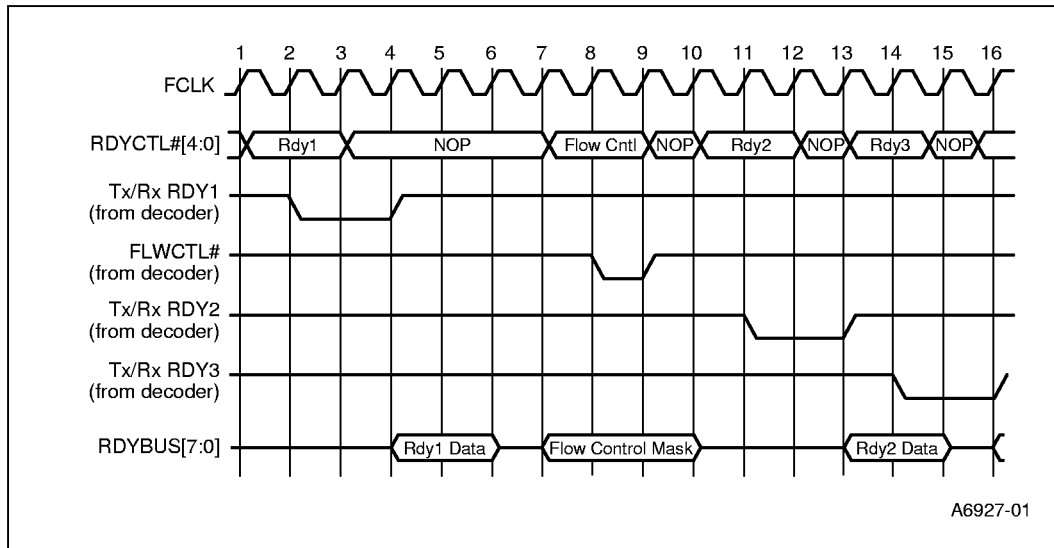 1 2 3 4 5 6 7 8 9 10 11 12 13 14 15 16
FCLK
RDYCTL#[4:0] Rdy1 NOP Flow Cntl NOP Rdy2 NOP Rdy3 NOP
Tx/Rx RDY1
(from decoder)
FLWCTL#
(from decoder)
Tx/Rx RDY2
(from decoder)
Tx/Rx RDY3
(from decoder)
RDYBUS[7:0] Rdy1 Data Flow Control Mask Rdy2 Data
A6927-01